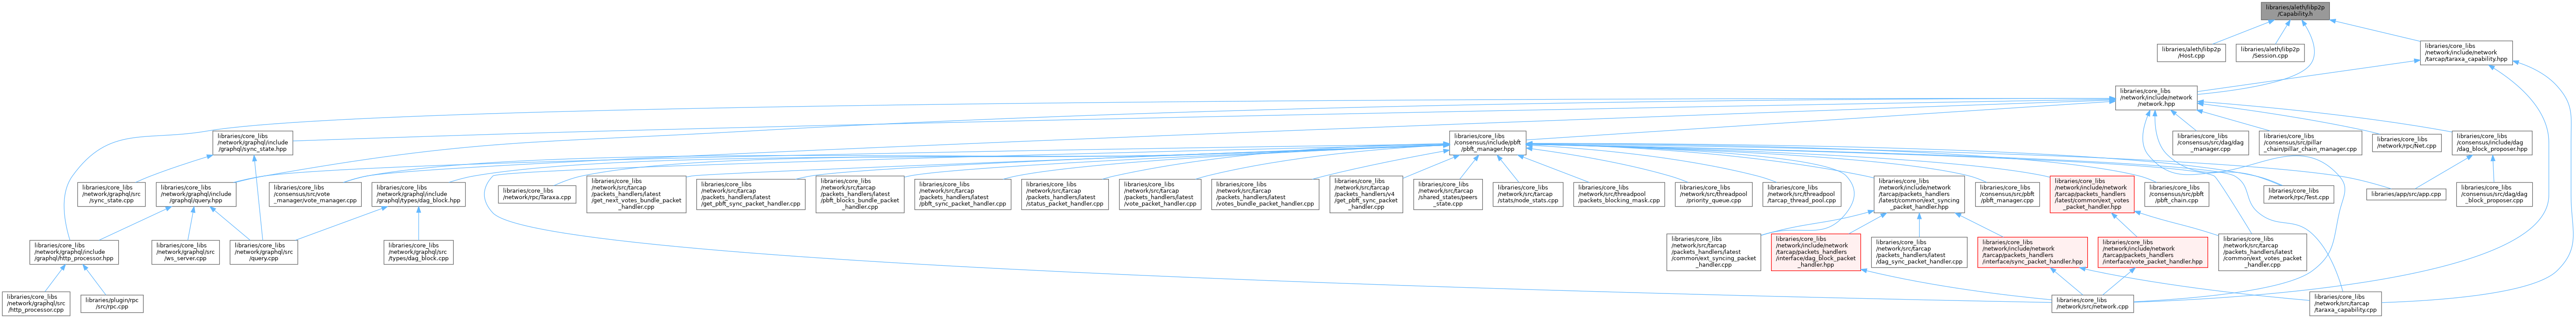 libraries/aleth/libp2p
/Capability.h
libraries/aleth/libp2p
/Host.cpp
libraries/aleth/libp2p
/Session.cpp
libraries/core_libs
/network/include/network
/tarcap/taraxa_capability.hpp
libraries/core_libs
/network/include/network
/network.hpp
libraries/core_libs
/network/graphql/include
/graphql/sync_state.hpp
libraries/core_libs
/consensus/include/pbft
/pbft_manager.hpp
libraries/core_libs
/consensus/src/dag/dag
_manager.cpp
libraries/core_libs
/consensus/src/pillar
_chain/pillar_chain_manager.cpp
libraries/core_libs
/network/rpc/Net.cpp
libraries/core_libs
/consensus/include/dag
/dag_block_proposer.hpp
libraries/core_libs
/network/graphql/src
/sync_state.cpp
libraries/core_libs
/network/graphql/include
/graphql/query.hpp
libraries/core_libs
/consensus/src/vote
_manager/vote_manager.cpp
libraries/core_libs
/network/graphql/include
/graphql/types/dag_block.hpp
libraries/core_libs
/network/rpc/Taraxa.cpp
libraries/core_libs
/network/src/tarcap
/packets_handlers/latest
/get_next_votes_bundle_packet
_handler.cpp
libraries/core_libs
/network/src/tarcap
/packets_handlers/latest
/get_pbft_sync_packet_handler.cpp
libraries/core_libs
/network/src/tarcap
/packets_handlers/latest
/pbft_blocks_bundle_packet
_handler.cpp
libraries/core_libs
/network/src/tarcap
/packets_handlers/latest
/pbft_sync_packet_handler.cpp
libraries/core_libs
/network/src/tarcap
/packets_handlers/latest
/status_packet_handler.cpp
libraries/core_libs
/network/src/tarcap
/packets_handlers/latest
/vote_packet_handler.cpp
libraries/core_libs
/network/src/tarcap
/packets_handlers/latest
/votes_bundle_packet_handler.cpp
libraries/core_libs
/network/src/tarcap
/packets_handlers/v4
/get_pbft_sync_packet
_handler.cpp
libraries/core_libs
/network/src/tarcap
/shared_states/peers
_state.cpp
libraries/core_libs
/network/src/tarcap
/stats/node_stats.cpp
libraries/core_libs
/network/src/threadpool
/packets_blocking_mask.cpp
libraries/core_libs
/network/src/threadpool
/priority_queue.cpp
libraries/core_libs
/network/src/threadpool
/tarcap_thread_pool.cpp
libraries/core_libs
/network/include/network
/tarcap/packets_handlers
/latest/common/ext_syncing
_packet_handler.hpp
libraries/core_libs
/consensus/src/pbft
/pbft_manager.cpp
libraries/core_libs
/network/include/network
/tarcap/packets_handlers
/latest/common/ext_votes
_packet_handler.hpp
libraries/core_libs
/consensus/src/pbft
/pbft_chain.cpp
libraries/core_libs
/network/rpc/Test.cpp
libraries/app/src/app.cpp
libraries/core_libs
/consensus/src/dag/dag
_block_proposer.cpp
libraries/core_libs
/network/graphql/include
/graphql/http_processor.hpp
libraries/core_libs
/network/graphql/src
/ws_server.cpp
libraries/core_libs
/network/graphql/src
/query.cpp
libraries/core_libs
/network/graphql/src
/types/dag_block.cpp
libraries/core_libs
/network/src/tarcap
/packets_handlers/latest
/common/ext_syncing_packet
_handler.cpp
libraries/core_libs
/network/include/network
/tarcap/packets_handlers
/interface/dag_block_packet
_handler.hpp
libraries/core_libs
/network/src/tarcap
/packets_handlers/latest
/dag_sync_packet_handler.cpp
libraries/core_libs
/network/include/network
/tarcap/packets_handlers
/interface/sync_packet_handler.hpp
libraries/core_libs
/network/include/network
/tarcap/packets_handlers
/interface/vote_packet_handler.hpp
libraries/core_libs
/network/src/tarcap
/packets_handlers/latest
/common/ext_votes_packet
_handler.cpp
libraries/core_libs
/network/graphql/src
/http_processor.cpp
libraries/plugin/rpc
/src/rpc.cpp
libraries/core_libs
/network/src/network.cpp
libraries/core_libs
/network/src/tarcap
/taraxa_capability.cpp